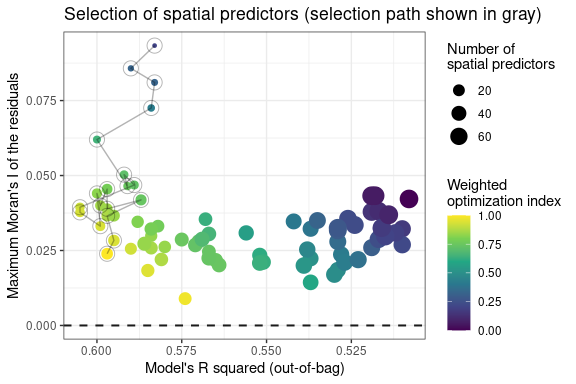 Selection of spatial predictors (selection path shown in gray)
Maximum Moran's I of the residuals
0.075
0.050
0.025
0.000
0.600
0.575
0.550
0.525
Model's R squared (out-of-bag)
Number of
spatial predictors
20
40
60
Weighted
optimization index
1.00
0.75
0.50
0.25
0.00